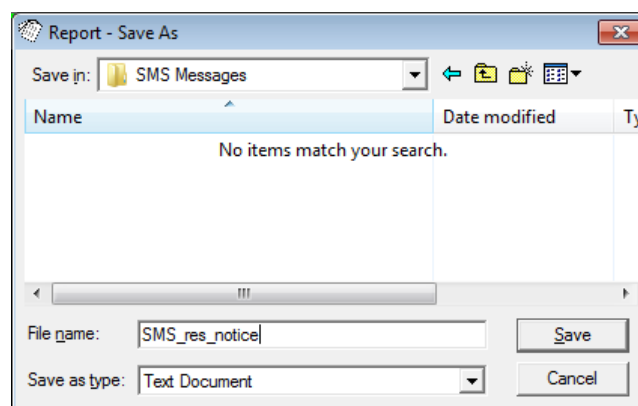 Report - Save As
Save in: SMS Messages
Name Date modified Ty
No items match your search.
File name: SMS_res_notice Save
Save as type: Text Document Cancel